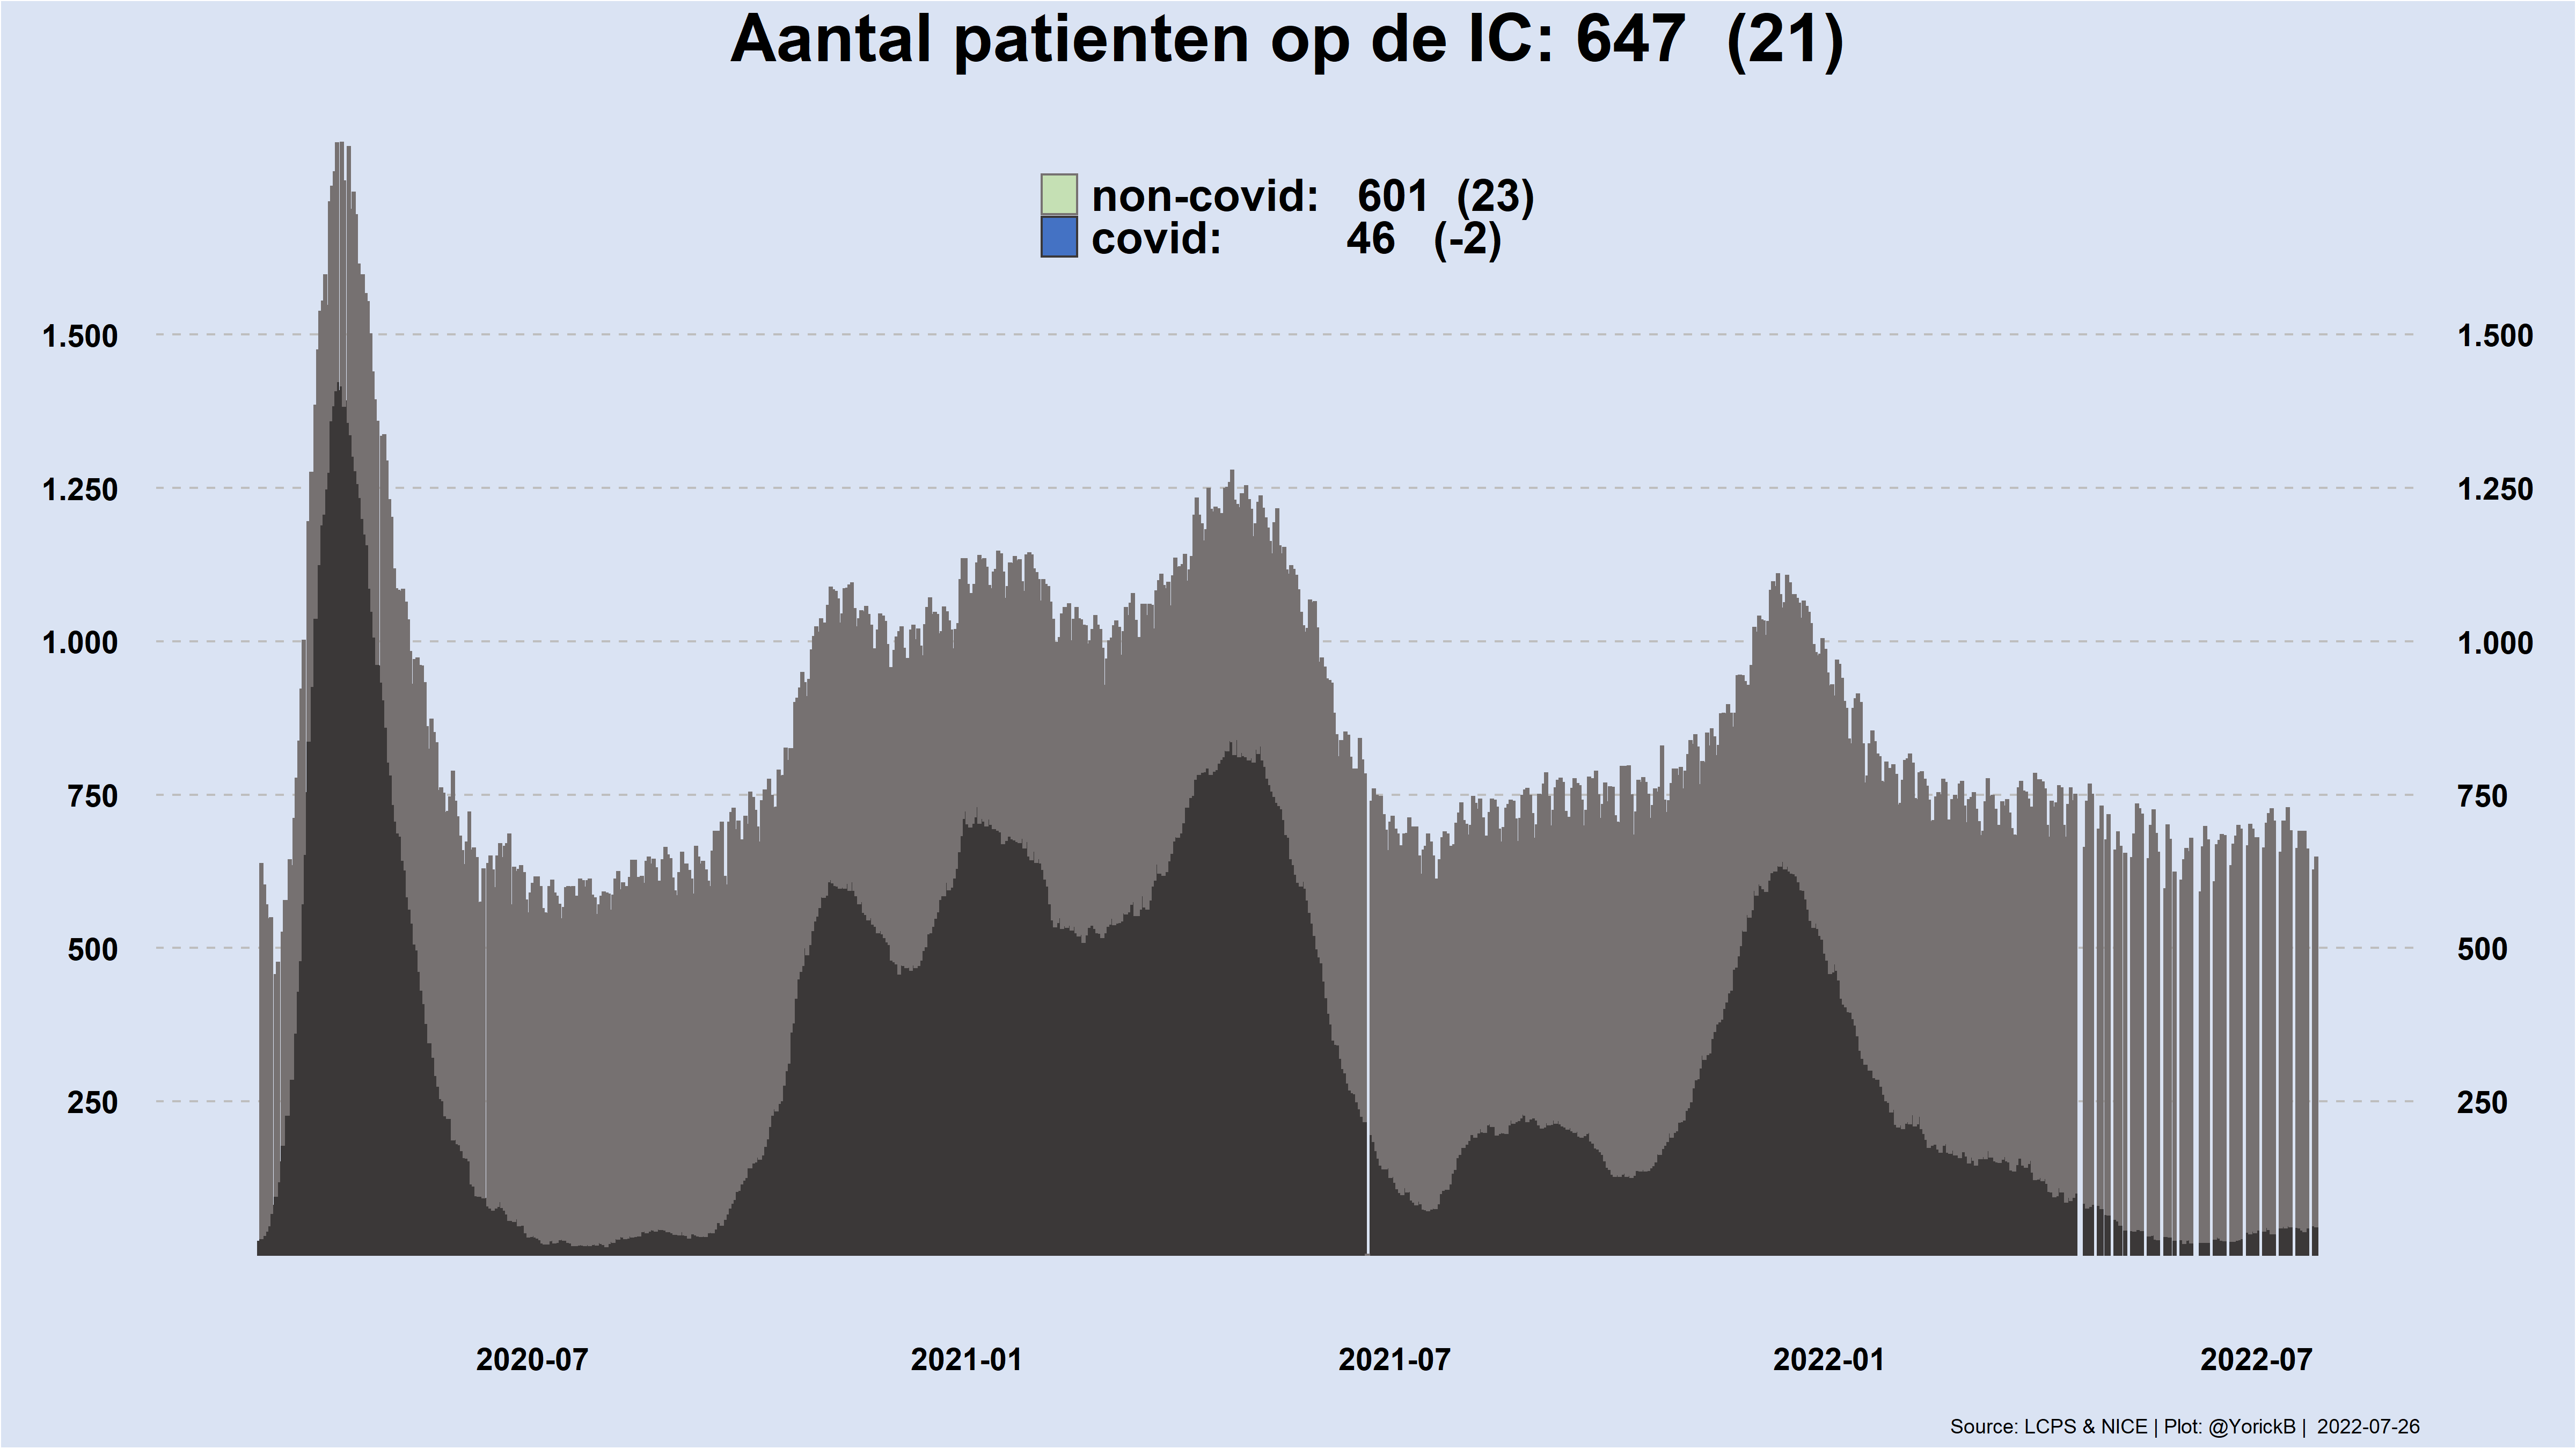 Aantal patienten op de IC: 647 (21)
non-covid: 601 (23)
covid: 46 (-2)
1.500 1.500
1.250 1.250
1.000 1.000
750 750
500 500
250 250
2020-07 2021-01 2021-07 2022-01 2022-07
Source: LCPS & NICE | Plot: @YorickB | 2022-07-26